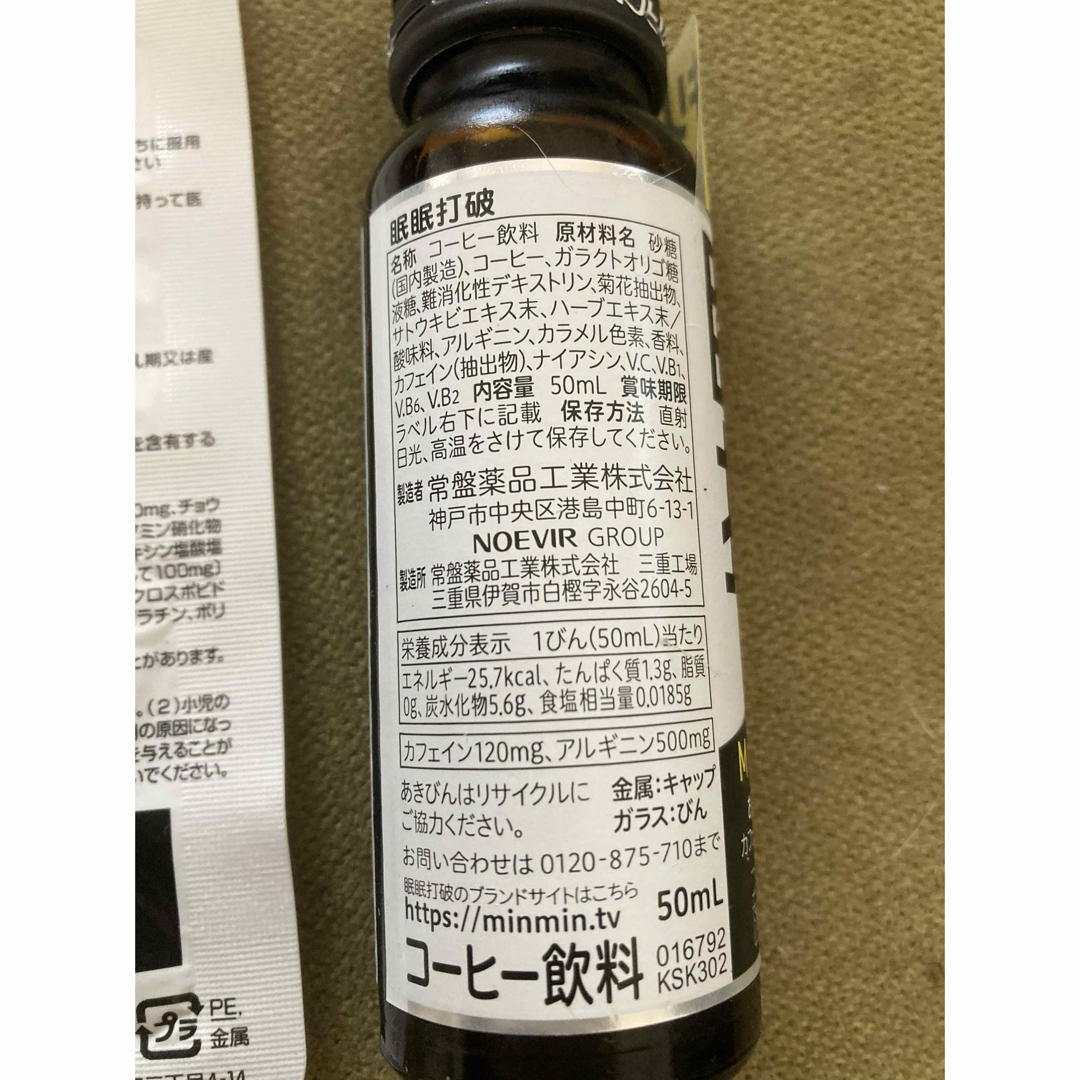 ちに服用
さい
持って医
し期又は産
を含有する
0mg、チョウ
アミン硝化物
キシン塩酸塩
て100mg)
クロスポビド
ラチン、ポリ
とがあります。
。(2)小児の
の原因になっ
を与えることが
いでください。
プラ
PE,
金属
眠眠打破
名称 コーヒー飲料 原材料名 砂糖
(国内製造)、コーヒー、ガラクトオリゴ糖
液糖、難消化性デキストリン、菊花抽出物、
サトウキビエキス末、ハーブエキス末/
酸味料、アルギニン、カラメル色素、香料、
カフェイン(抽出物)、ナイアシン、V.C、V.B1、
V.B6、V.B2 内容量 50mL 賞味期限
ラベル右下に記載 保存方法 直射
日光、高温をさけて保存してください。
製造者 常盤薬品工業株式会社
神戸市中央区港島中町6-13-1
NOEVIR GROUP
製造所 常盤薬品工業株式会社 三重工場
三重県伊賀市白樫字永谷2604-5
栄養成分表示 1びん(50mL)当たり
エネルギー25.7kcal、たんぱく質1.3g、脂質
0g、炭水化物5.6g、食塩相当量0.0185g
カフェイン120mg、アルギニン500mg
あきびんはリサイクルに 金属:キャップ
ご協力ください。 ガラス:びん
お問い合わせは 0120-875-710まで
眠眠打破のブランドサイトはこちら
https://minmin.tv 50mL
コーヒー飲料 016792
KSK302